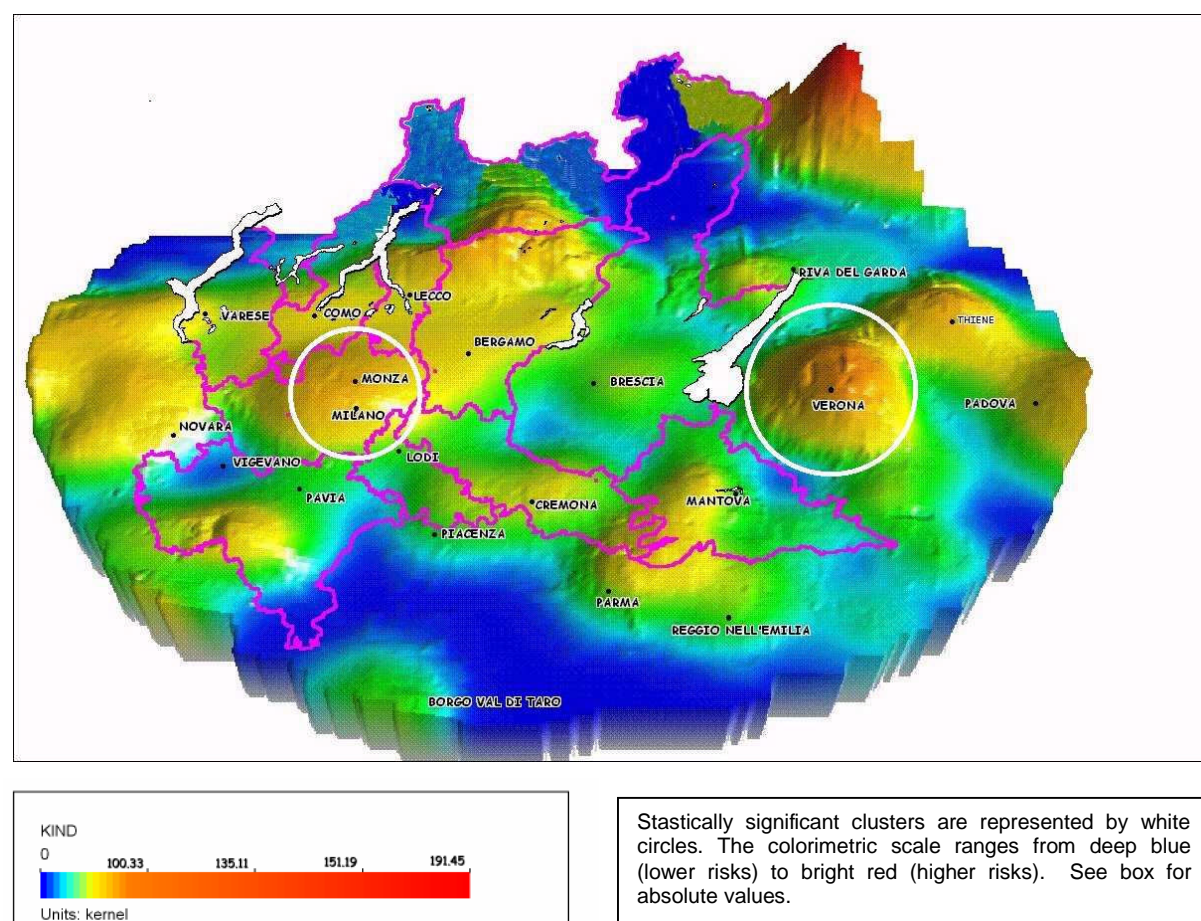 RIVA DEL GARDA
LECCO
VARESE
COMO
THIENE
BERGAMO
MONZA
BRESCIA
VERONA
PADOVA
MILANO
NOVARA
LODI
VIGEVANO
PAVIA
CREMONA
MANTOVA
PIACENZA
PARMA
REGGIO NELL'EMILIA
BORGO VAL DI TARO
KIND
0 100.33 135.11 151.19 191.45
Units: kernel
Stastically significant clusters are represented by white
circles. The colorimetric scale ranges from deep blue
(lower risks) to bright red (higher risks). See box for
absolute values.